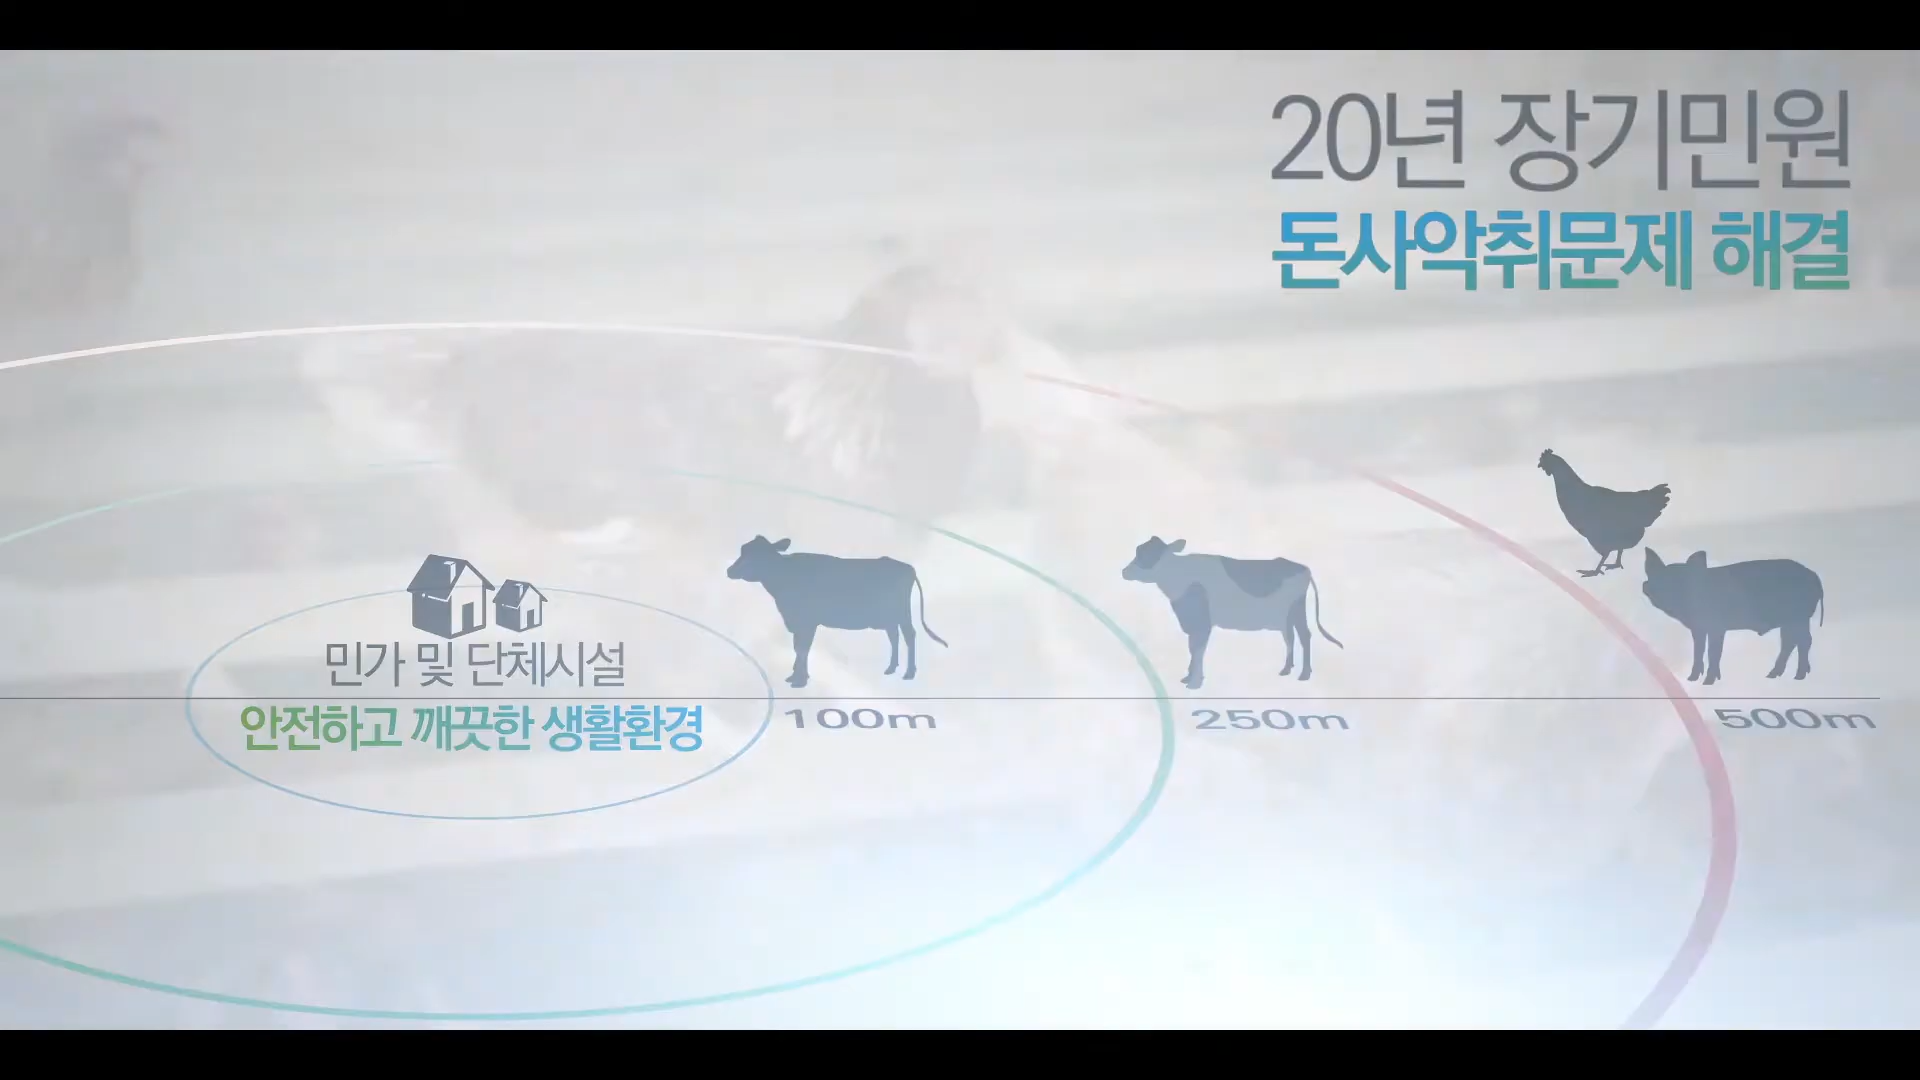 20년 장기민원
돈사악취문제 해결
민가 및 단체시설
안전하고 깨끗한 생활환경
100m
250m
500m